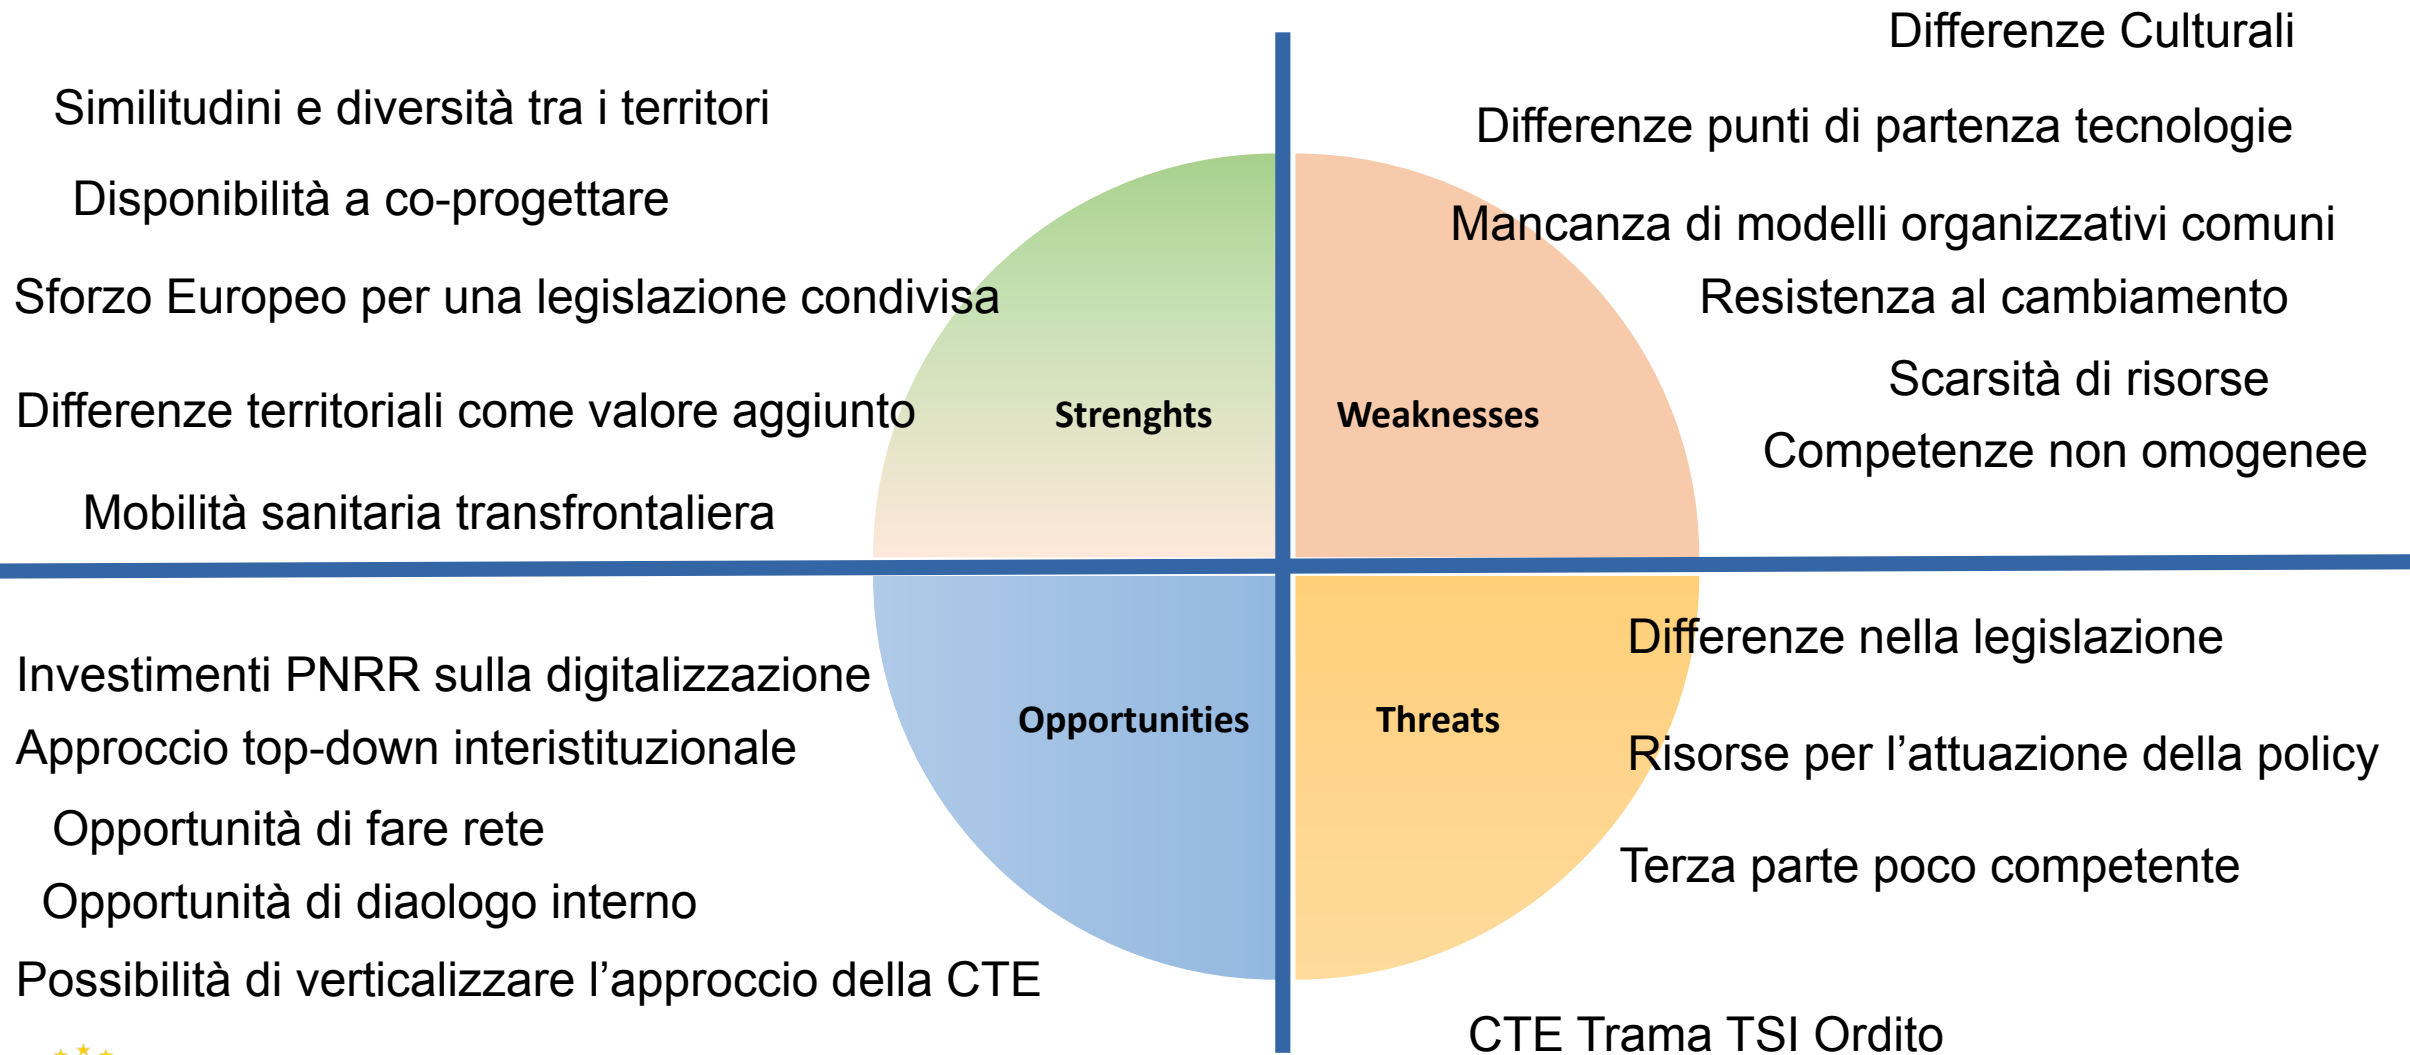 Similitudini e diversità tra i territori
Disponibilità a co-progettare
Sforzo Europeo per una legislazione condivisa
Differenze territoriali come valore aggiunto
Mobilità sanitaria transfrontaliera
Strenghts
Differenze Culturali
Differenze punti di partenza tecnologie
Mancanza di modelli organizzativi comuni
Resistenza al cambiamento
Scarsità di risorse
Competenze non omogenee
Weaknesses
Investimenti PNRR sulla digitalizzazione
Approccio top-down interistituzionale
Opportunità di fare rete
Opportunità di diaologo interno
Possibilità di verticalizzare l’approccio della CTE
Opportunities
Threats
Differenze nella legislazione
Risorse per l’attuazione della policy
Terza parte poco competente
CTE Trama TSI Ordito